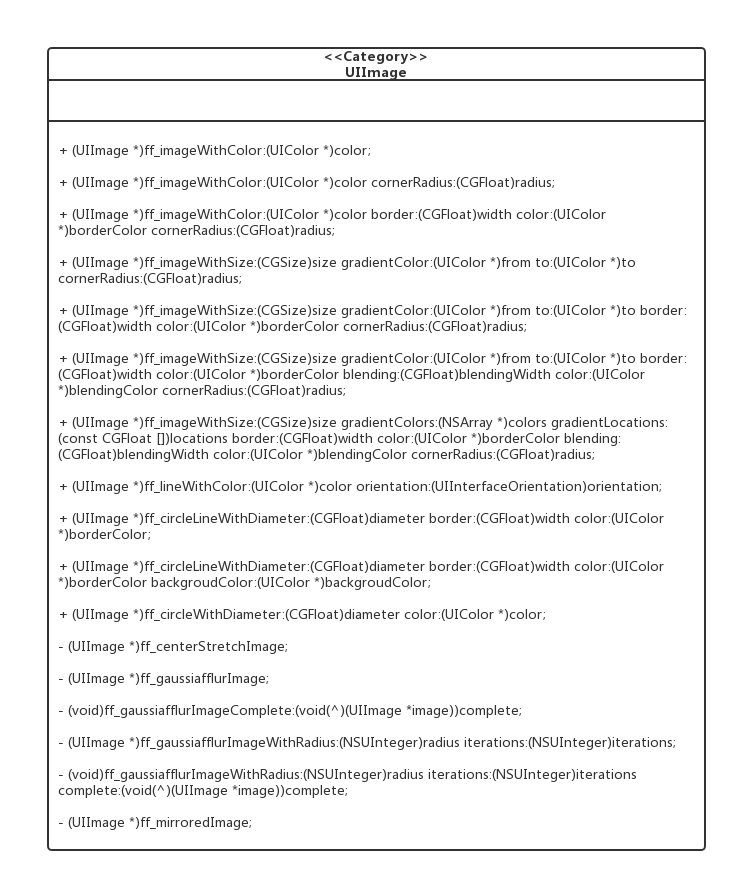 <<Category>>
UIImage
+ (UIImage *)ff_imageWithColor:(UIColor *)color;
+ (UIImage *)ff_imageWithColor:(UIColor *)color cornerRadius:(CGFloat)radius;
+ (UIImage *)ff_imageWithColor:(UIColor *)color border:(CGFloat)width color:(UIColor
*)borderColor cornerRadius:(CGFloat)radius;
+ (UIImage *)ff_imageWithSize:(CGSize)size gradientColor:(UIColor *)from to:(UIColor *)to
cornerRadius:(CGFloat)radius;
+ (UIImage *)ff_imageWithSize:(CGSize)size gradientColor:(UIColor *)from to:(UIColor *)to border:
(CGFloat)width color:(UIColor *)borderColor cornerRadius:(CGFloat)radius;
+ (UIImage *)ff_imageWithSize:(CGSize)size gradientColor:(UIColor *)from to:(UIColor *)to border:
(CGFloat)width color:(UIColor *)borderColor blending:(CGFloat)blendingWidth color:(UIColor
*)blendingColor cornerRadius:(CGFloat)radius;
+ (UIImage *)ff_imageWithSize:(CGSize)size gradientColors:(NSArray *)colors gradientLocations:
(const CGFloat [])locations border:(CGFloat)width color:(UIColor *)borderColor blending:
(CGFloat)blendingWidth color:(UIColor *)blendingColor cornerRadius:(CGFloat)radius;
+ (UIImage *)ff_lineWithColor:(UIColor *)color orientation:(UIInterfaceOrientation)orientation;
+ (UIImage *)ff_circleLineWithDiameter:(CGFloat)diameter border:(CGFloat)width color:(UIColor
*)borderColor;
+ (UIImage *)ff_circleLineWithDiameter:(CGFloat)diameter border:(CGFloat)width color:(UIColor
*)borderColor backgroudColor:(UIColor *)backgroudColor;
+ (UIImage *)ff_circleWithDiameter:(CGFloat)diameter color:(UIColor *)color;
- (UIImage *)ff_centerStretchImage;
- (UIImage *)ff_gaussiafflurImage;
- (void)ff_gaussiafflurImageComplete:(void(^)(UIImage *image))complete;
- (UIImage *)ff_gaussiafflurImageWithRadius:(NSUInteger)radius iterations:(NSUInteger)iterations;
- (void)ff_gaussiafflurImageWithRadius:(NSUInteger)radius iterations:(NSUInteger)iterations
complete:(void(^)(UIImage *image))complete;
- (UIImage *)ff_mirroredImage;